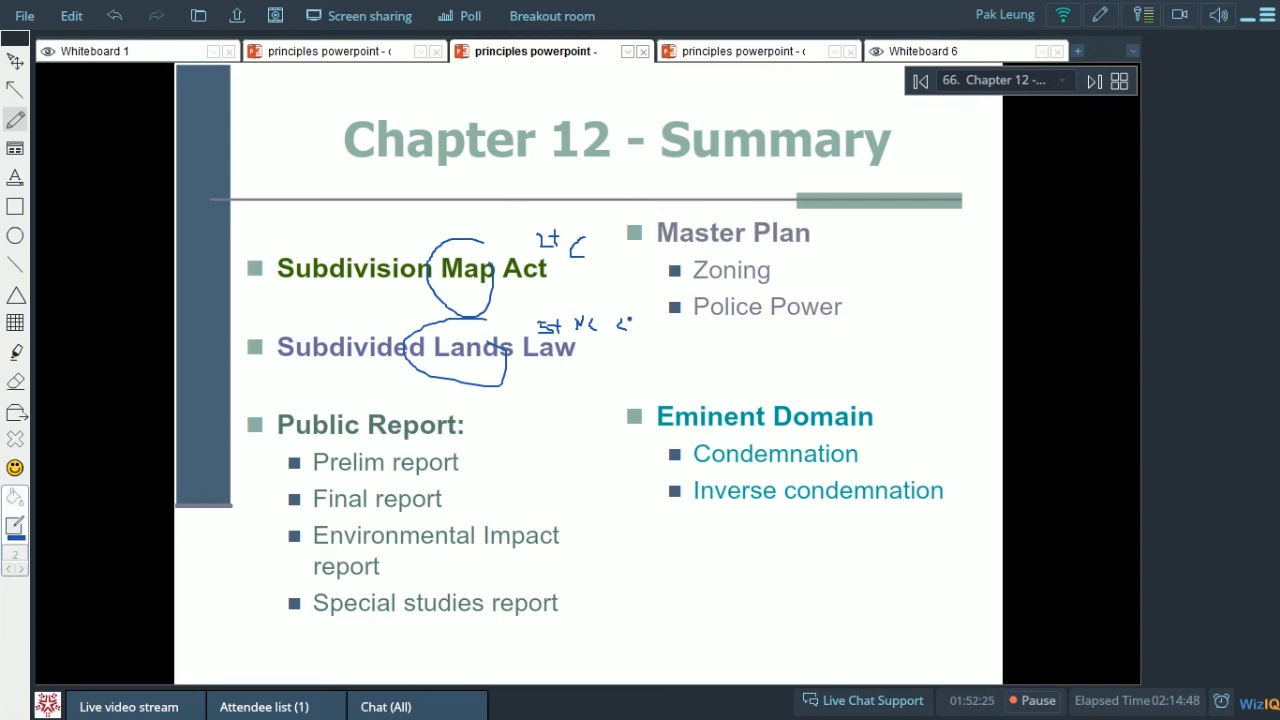 File Edit Screen sharing Poll Breakout room Pak Leung
Whiteboard 1 principles powerpoint - c principles powerpoint - principles powerpoint - c Whiteboard 6
66. Chapter 12 -...
Chapter 12 - Summary
Subdivision Map Act
Subdivided Lands Law
Public Report:
Prelim report
Final report
Environmental Impact
report
Special studies report
Master Plan
Zoning
Police Power
Eminent Domain
Condemnation
Inverse condemnation
2
Live video stream Attendee list (1) Chat (All) Live Chat Support 01:52:25 Pause Elapsed Time 02:14:48 WizIQ